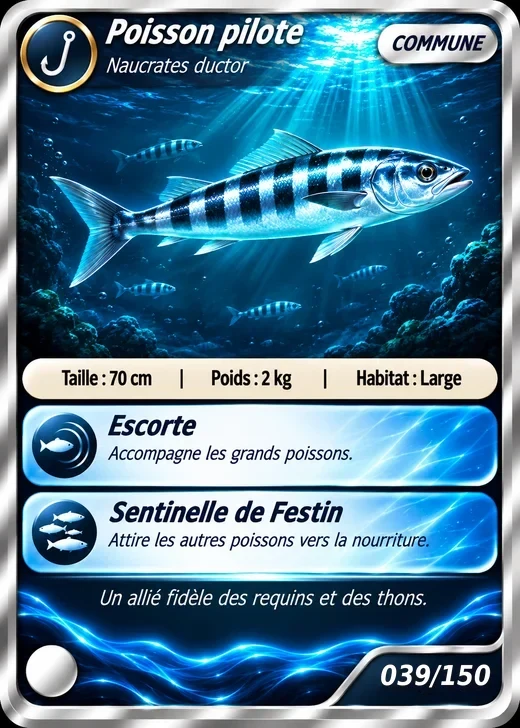 Poisson pilote
COMMUNE
Naucrates ductor
Taille : 70 cm | Poids : 2 kg | Habitat : Large
Escorte
Accompagne les grands poissons.
Sentinelle de Festin
Attire les autres poissons vers la nourriture.
Un allié fidèle des requins et des thons.
039/150